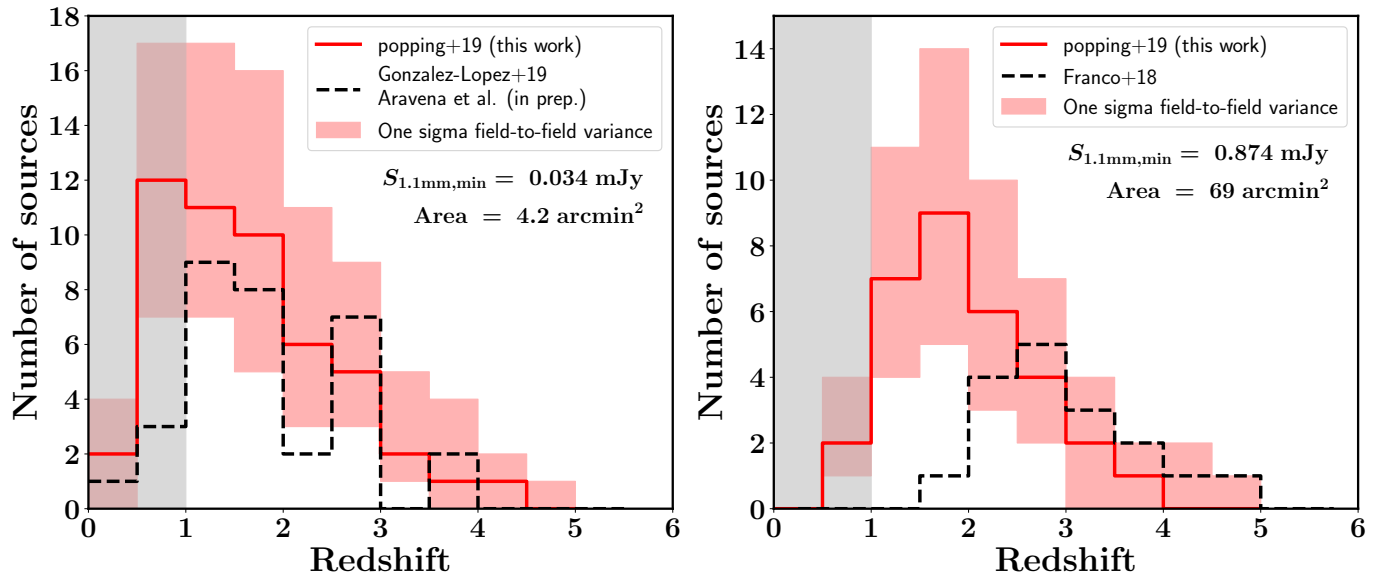 18
16
14
12
10
8
6
4
2
0
Number of sources
0
1
2
3
4
5
6
Redshift
popping+19 (this work)
Gonzalez-Lopez+19
Aravena et al. (in prep.)
One sigma field-to-field variance
S1.1mm,min = 0.034 mJy
Area = 4.2 arcmin²
14
12
10
8
6
4
2
0
Number of sources
0
1
2
3
4
5
6
Redshift
popping+19 (this work)
Franco+18
One sigma field-to-field variance
S1.1mm,min = 0.874 mJy
Area = 69 arcmin²